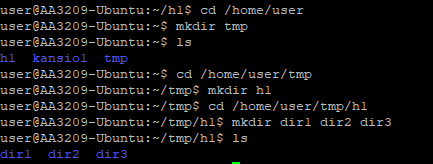 user@AA3209-Ubuntu:~/h1$ cd /home/user
user@AA3209-Ubuntu:~$ mkdir tmp
user@AA3209-Ubuntu:~$ ls
h1  kansio1  tmp
user@AA3209-Ubuntu:~$ cd /home/user/tmp
user@AA3209-Ubuntu:~/tmp$ mkdir h1
user@AA3209-Ubuntu:~/tmp$ cd /home/user/tmp/h1
user@AA3209-Ubuntu:~/tmp/h1$ mkdir dir1 dir2 dir3
user@AA3209-Ubuntu:~/tmp/h1$ ls
dir1  dir2  dir3